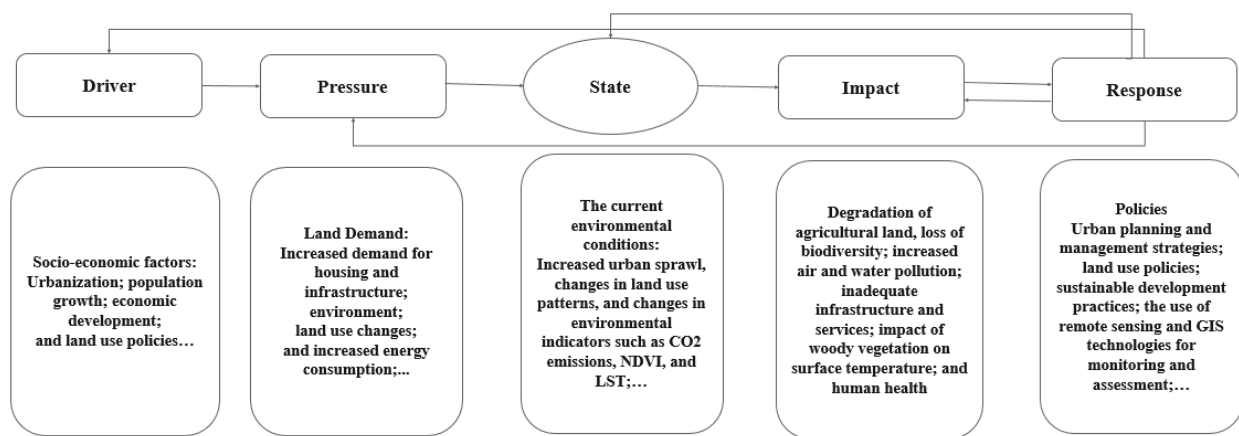 Driver
Pressure
State
Impact
Response
Socio-economic factors:
Urbanization; population
growth; economic
development;
and land use policies…
Land Demand:
Increased demand for
housing and
infrastructure;
environment;
land use changes;
and increased energy
consumption;...
The current
environmental
conditions:
Increased urban sprawl,
changes in land use
patterns, and changes in
environmental
indicators such as CO2
emissions, NDVI, and
LST;…
Degradation of
agricultural land, loss of
biodiversity; increased
air and water pollution;
inadequate
infrastructure and
services; impact of
woody vegetation on
surface temperature; and
human health
Policies
Urban planning and
management strategies;
land use policies;
sustainable development
practices; the use of
remote sensing and GIS
technologies for
monitoring and
assessment;…